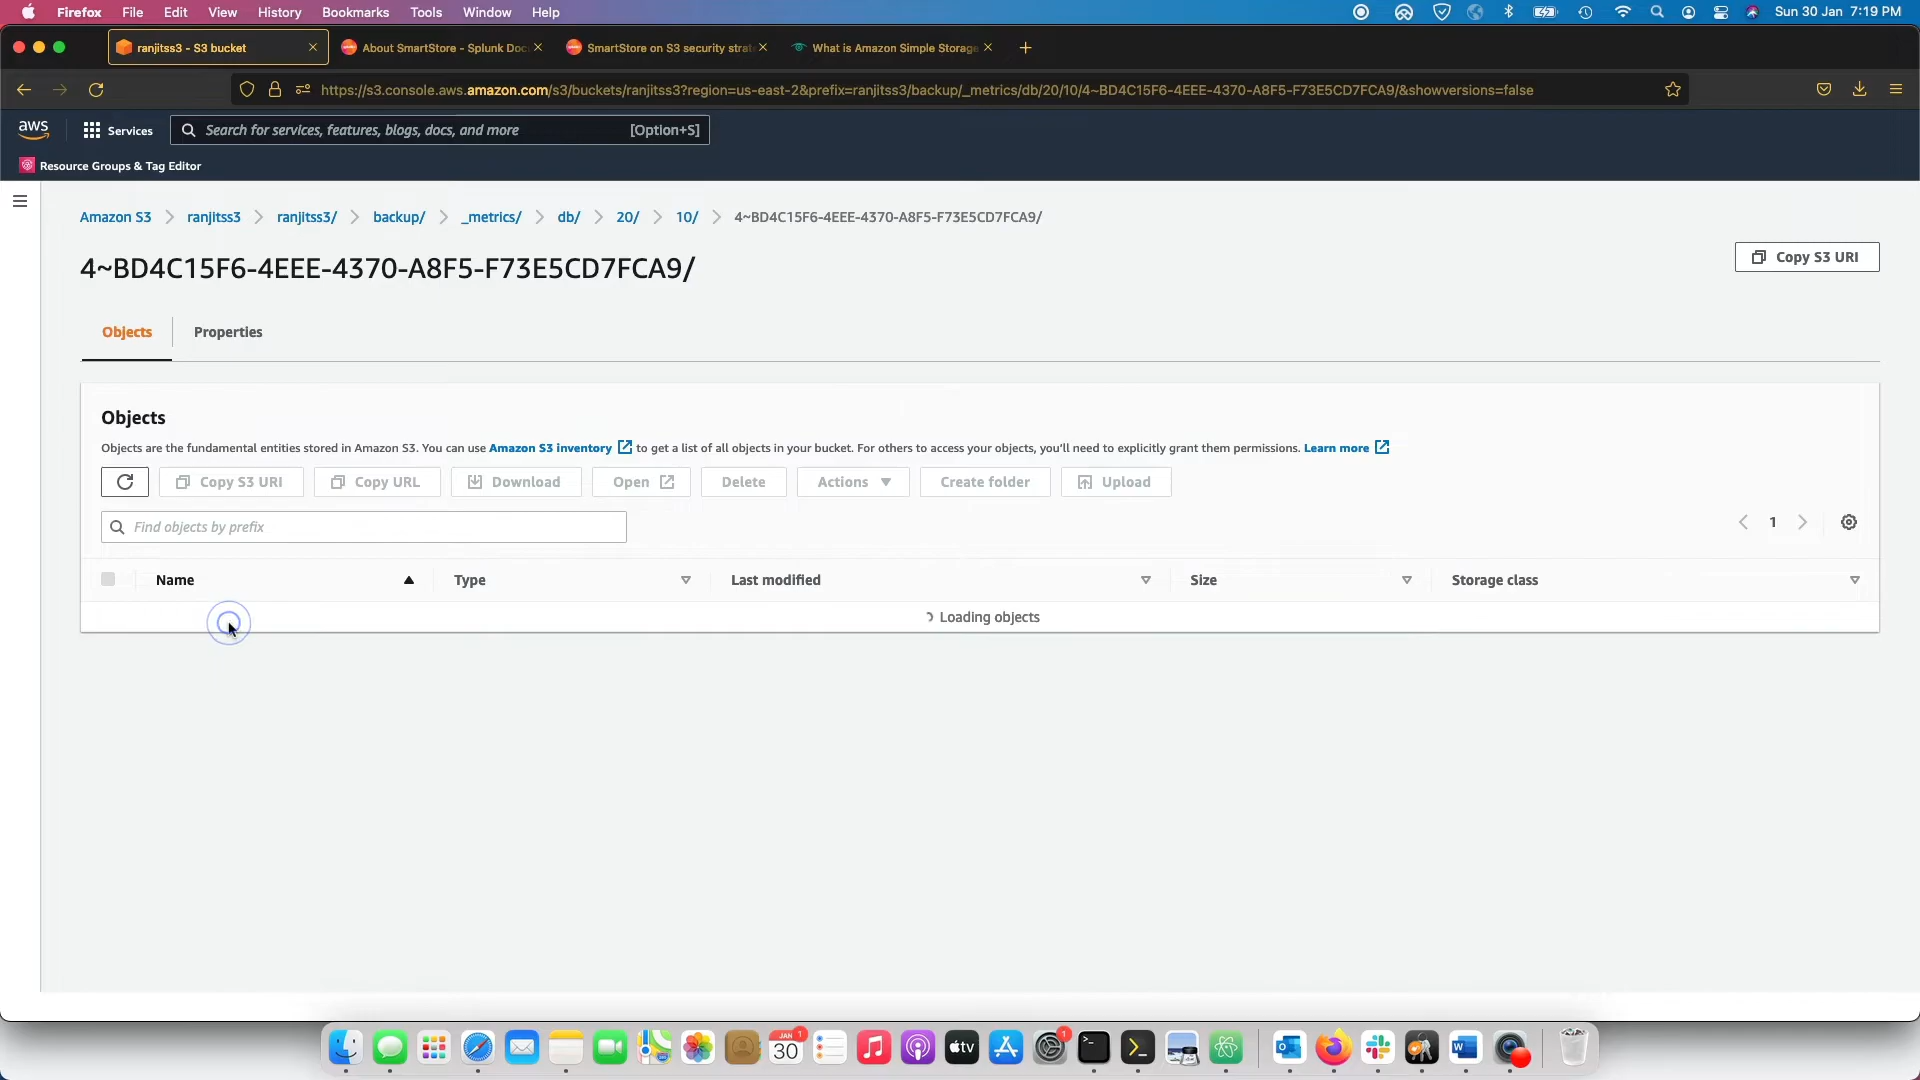 Firefox File Edit View History Bookmarks Tools Window Help Sun 30 Jan 7:19 PM
ranjitss3 - S3 bucket About SmartStore - Splunk Doc SmartStore on S3 security strat What is Amazon Simple Storage
https://s3.console.aws.amazon.com/s3/buckets/ranjitss3?region=us-east-2&prefix=ranjitss3/backup/_metrics/db/20/10/4~BD4C15F6-4EEE-4370-A8F5-F73E5CD7FCA9/&showversions=false
aws Services Search for services, features, blogs, docs, and more [Option+S]
Resource Groups & Tag Editor
Amazon S3 ranjitss3 ranjitss3/ backup/ _metrics/ db/ 20/ 10/ 4~BD4C15F6-4EEE-4370-A8F5-F73E5CD7FCA9/
4~BD4C15F6-4EEE-4370-A8F5-F73E5CD7FCA9/
Copy S3 URI
Objects Properties
Objects
Objects are the fundamental entities stored in Amazon S3. You can use Amazon S3 inventory to get a list of all objects in your bucket. For others to access your objects, you'll need to explicitly grant them permissions. Learn more
Copy S3 URI Copy URL Download Open Delete Actions Create folder Upload
Find objects by prefix 1
Name Type Last modified Size Storage class
Loading objects
JAN 1 30 tv 1